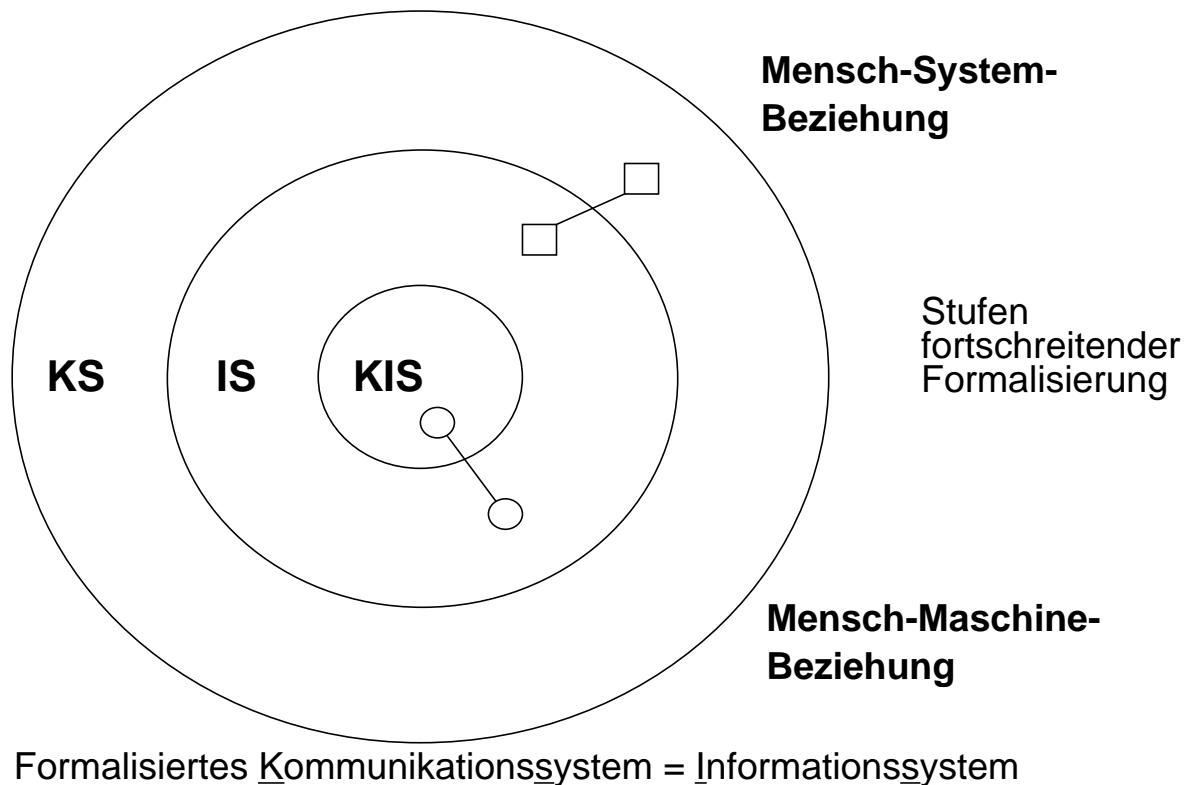 Mensch-System-
Beziehung
Stufen
fortschreitender
Formalisierung
KS
IS
KIS
Mensch-Maschine-
Beziehung
Formalisiertes Kommunikationssystem = Informationssystem